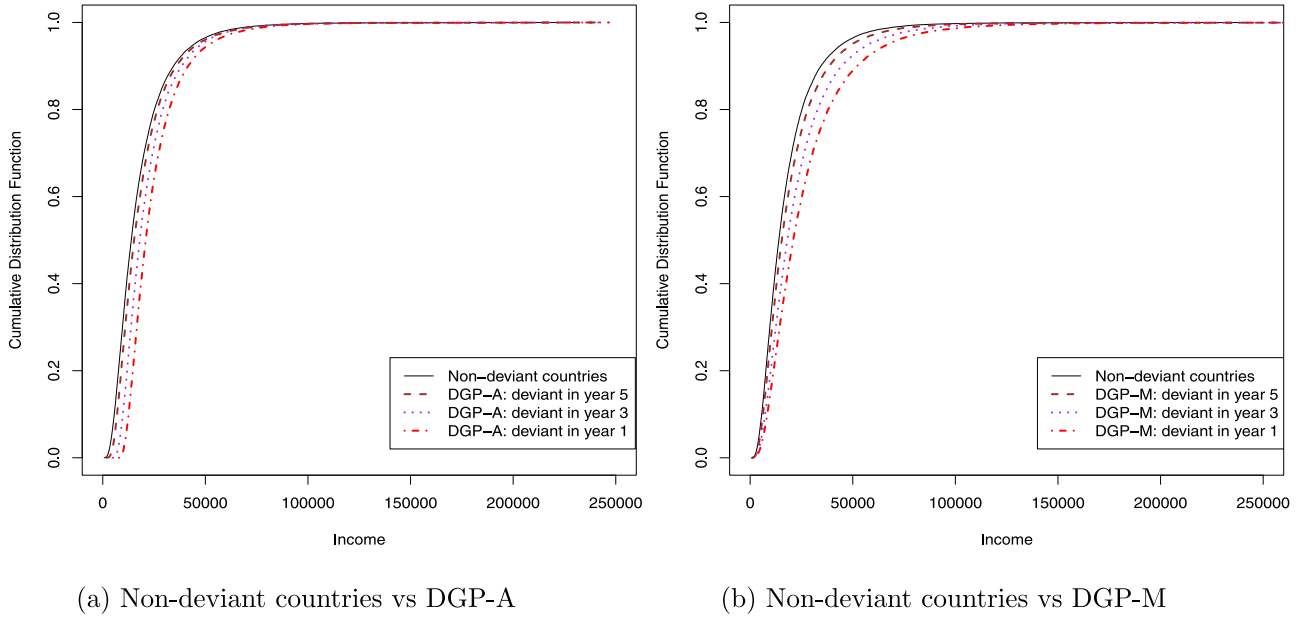 Cumulative Distribution Function
1.0
0.8
0.6
0.4
0.2
0.0
Non−deviant countries
DGP−A: deviant in year 5
DGP−A: deviant in year 3
DGP−A: deviant in year 1
0 50000 100000 150000 200000 250000
Income
(a) Non-deviant countries vs DGP-A
Cumulative Distribution Function
1.0
0.8
0.6
0.4
0.2
0.0
Non−deviant countries
DGP−M: deviant in year 5
DGP−M: deviant in year 3
DGP−M: deviant in year 1
0 50000 100000 150000 200000 250000
Income
(b) Non-deviant countries vs DGP-M